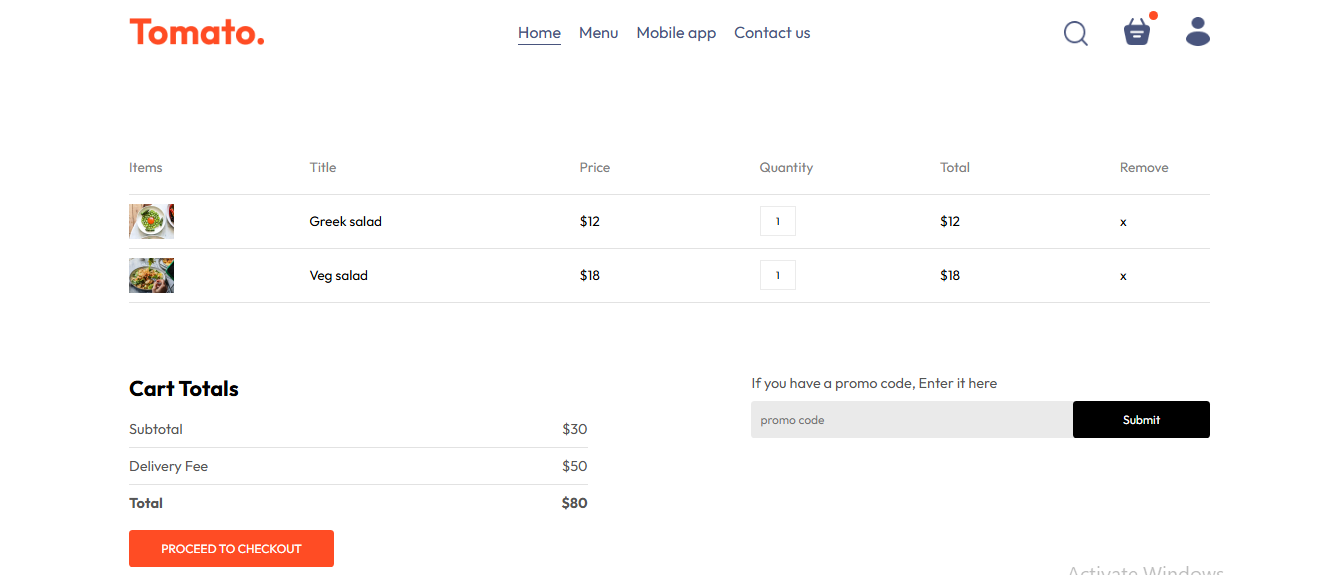 Tomato.
Home Menu Mobile app Contact us
Items Title Price Quantity Total Remove
Greek salad $12 1 $12 x
Veg salad $18 1 $18 x
Cart Totals
If you have a promo code, Enter it here
promo code Submit
Subtotal $30
Delivery Fee $50
Total $80
PROCEED TO CHECKOUT
Activate Windows